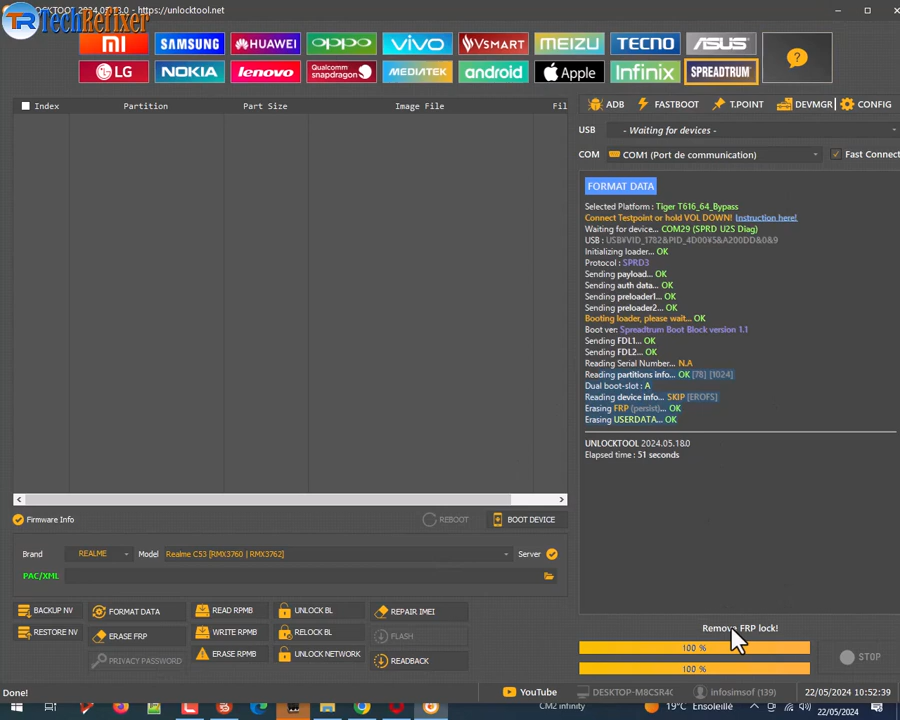 UNLOCKTOOL 2024.05.13.0 - https://unlocktool.net
TR TechRefixer
SAMSUNG HUAWEI oppo vivo VSMART MEIZU TECNO ASUS
LG NOKIA lenovo Qualcomm snapdragon MEDIATEK android Apple Infinix SPREADTRUM
Index Partition Part Size Image File Fil
ADB FASTBOOT T.POINT DEVMGR CONFIG
USB - Waiting for devices -
COM COM1 (Port de communication) Fast Connect
FORMAT DATA
Selected Platform : Tiger T616_64_Bypass
Connect Testpoint or hold VOL DOWN! Instruction here!
Waiting for device... COM29 (SPRD U2S Diag)
USB : USB¥VID_1782&PID_4D00¥5&A200DD&0&9
Initializing loader... OK
Protocol : SPRD3
Sending payload... OK
Sending auth data... OK
Sending preloader1... OK
Sending preloader2... OK
Booting loader, please wait... OK
Boot ver: Spreadtrum Boot Block version 1.1
Sending FDL1... OK
Sending FDL2... OK
Reading Serial Number... N.A
Reading partitions info... OK [78] [1024]
Dual boot-slot : A
Reading device info... SKIP [EROFS]
Erasing FRP (persist)... OK
Erasing USERDATA... OK
UNLOCKTOOL 2024.05.18.0
Elapsed time : 51 seconds
Firmware Info REBOOT BOOT DEVICE
Brand REALME Model Realme C53 [RMX3760 | RMX3762] Server
PAC/XML
BACKUP NV FORMAT DATA READ RPMB UNLOCK BL REPAIR IMEI
RESTORE NV ERASE FRP WRITE RPMB RELOCK BL FLASH
PRIVACY PASSWORD ERASE RPMB UNLOCK NETWORK READBACK
Remove FRP lock!
100 %
100 %
STOP
Done! YouTube DESKTOP-M8CSR4C infosimsof (139) 22/05/2024 10:52:39
CM2 infinity 19°C Ensoleillé 22/05/2024